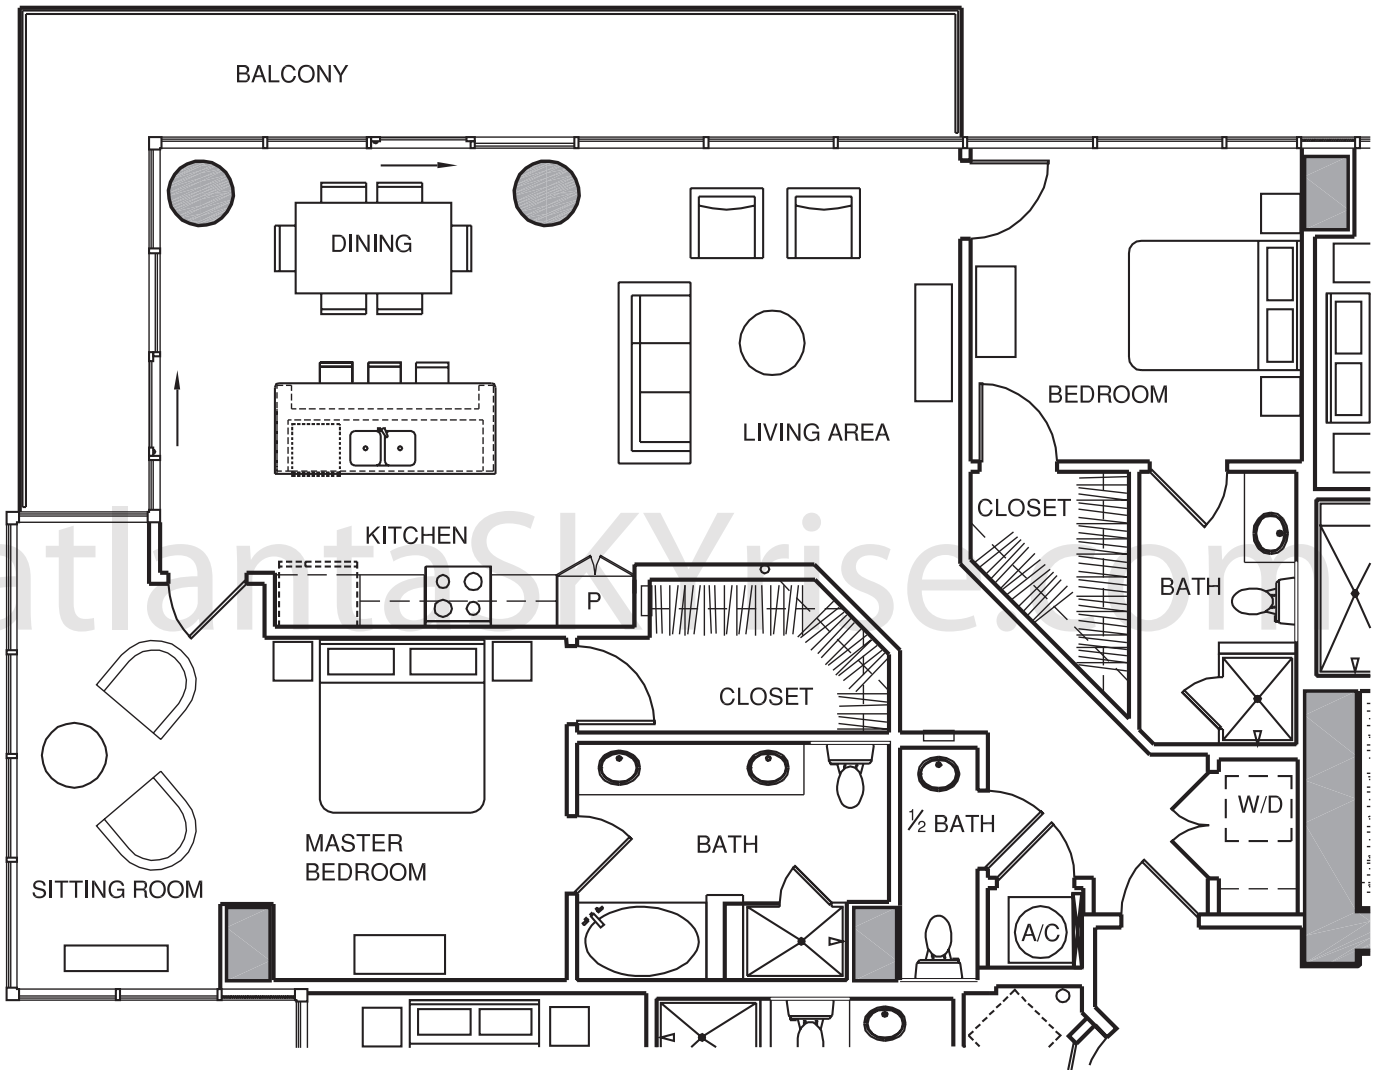 BALCONY
DINING
BEDROOM
LIVING AREA
CLOSET
KITCHEN
atlantaSKYrise.com
BATH
P
CLOSET
W/D
½ BATH
MASTER
BEDROOM
BATH
SITTING ROOM
A/C